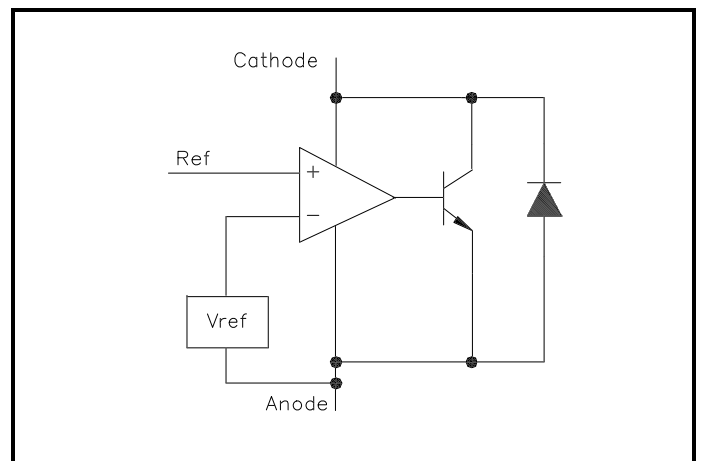 Cathode
Ref
+
−
Vref
Anode